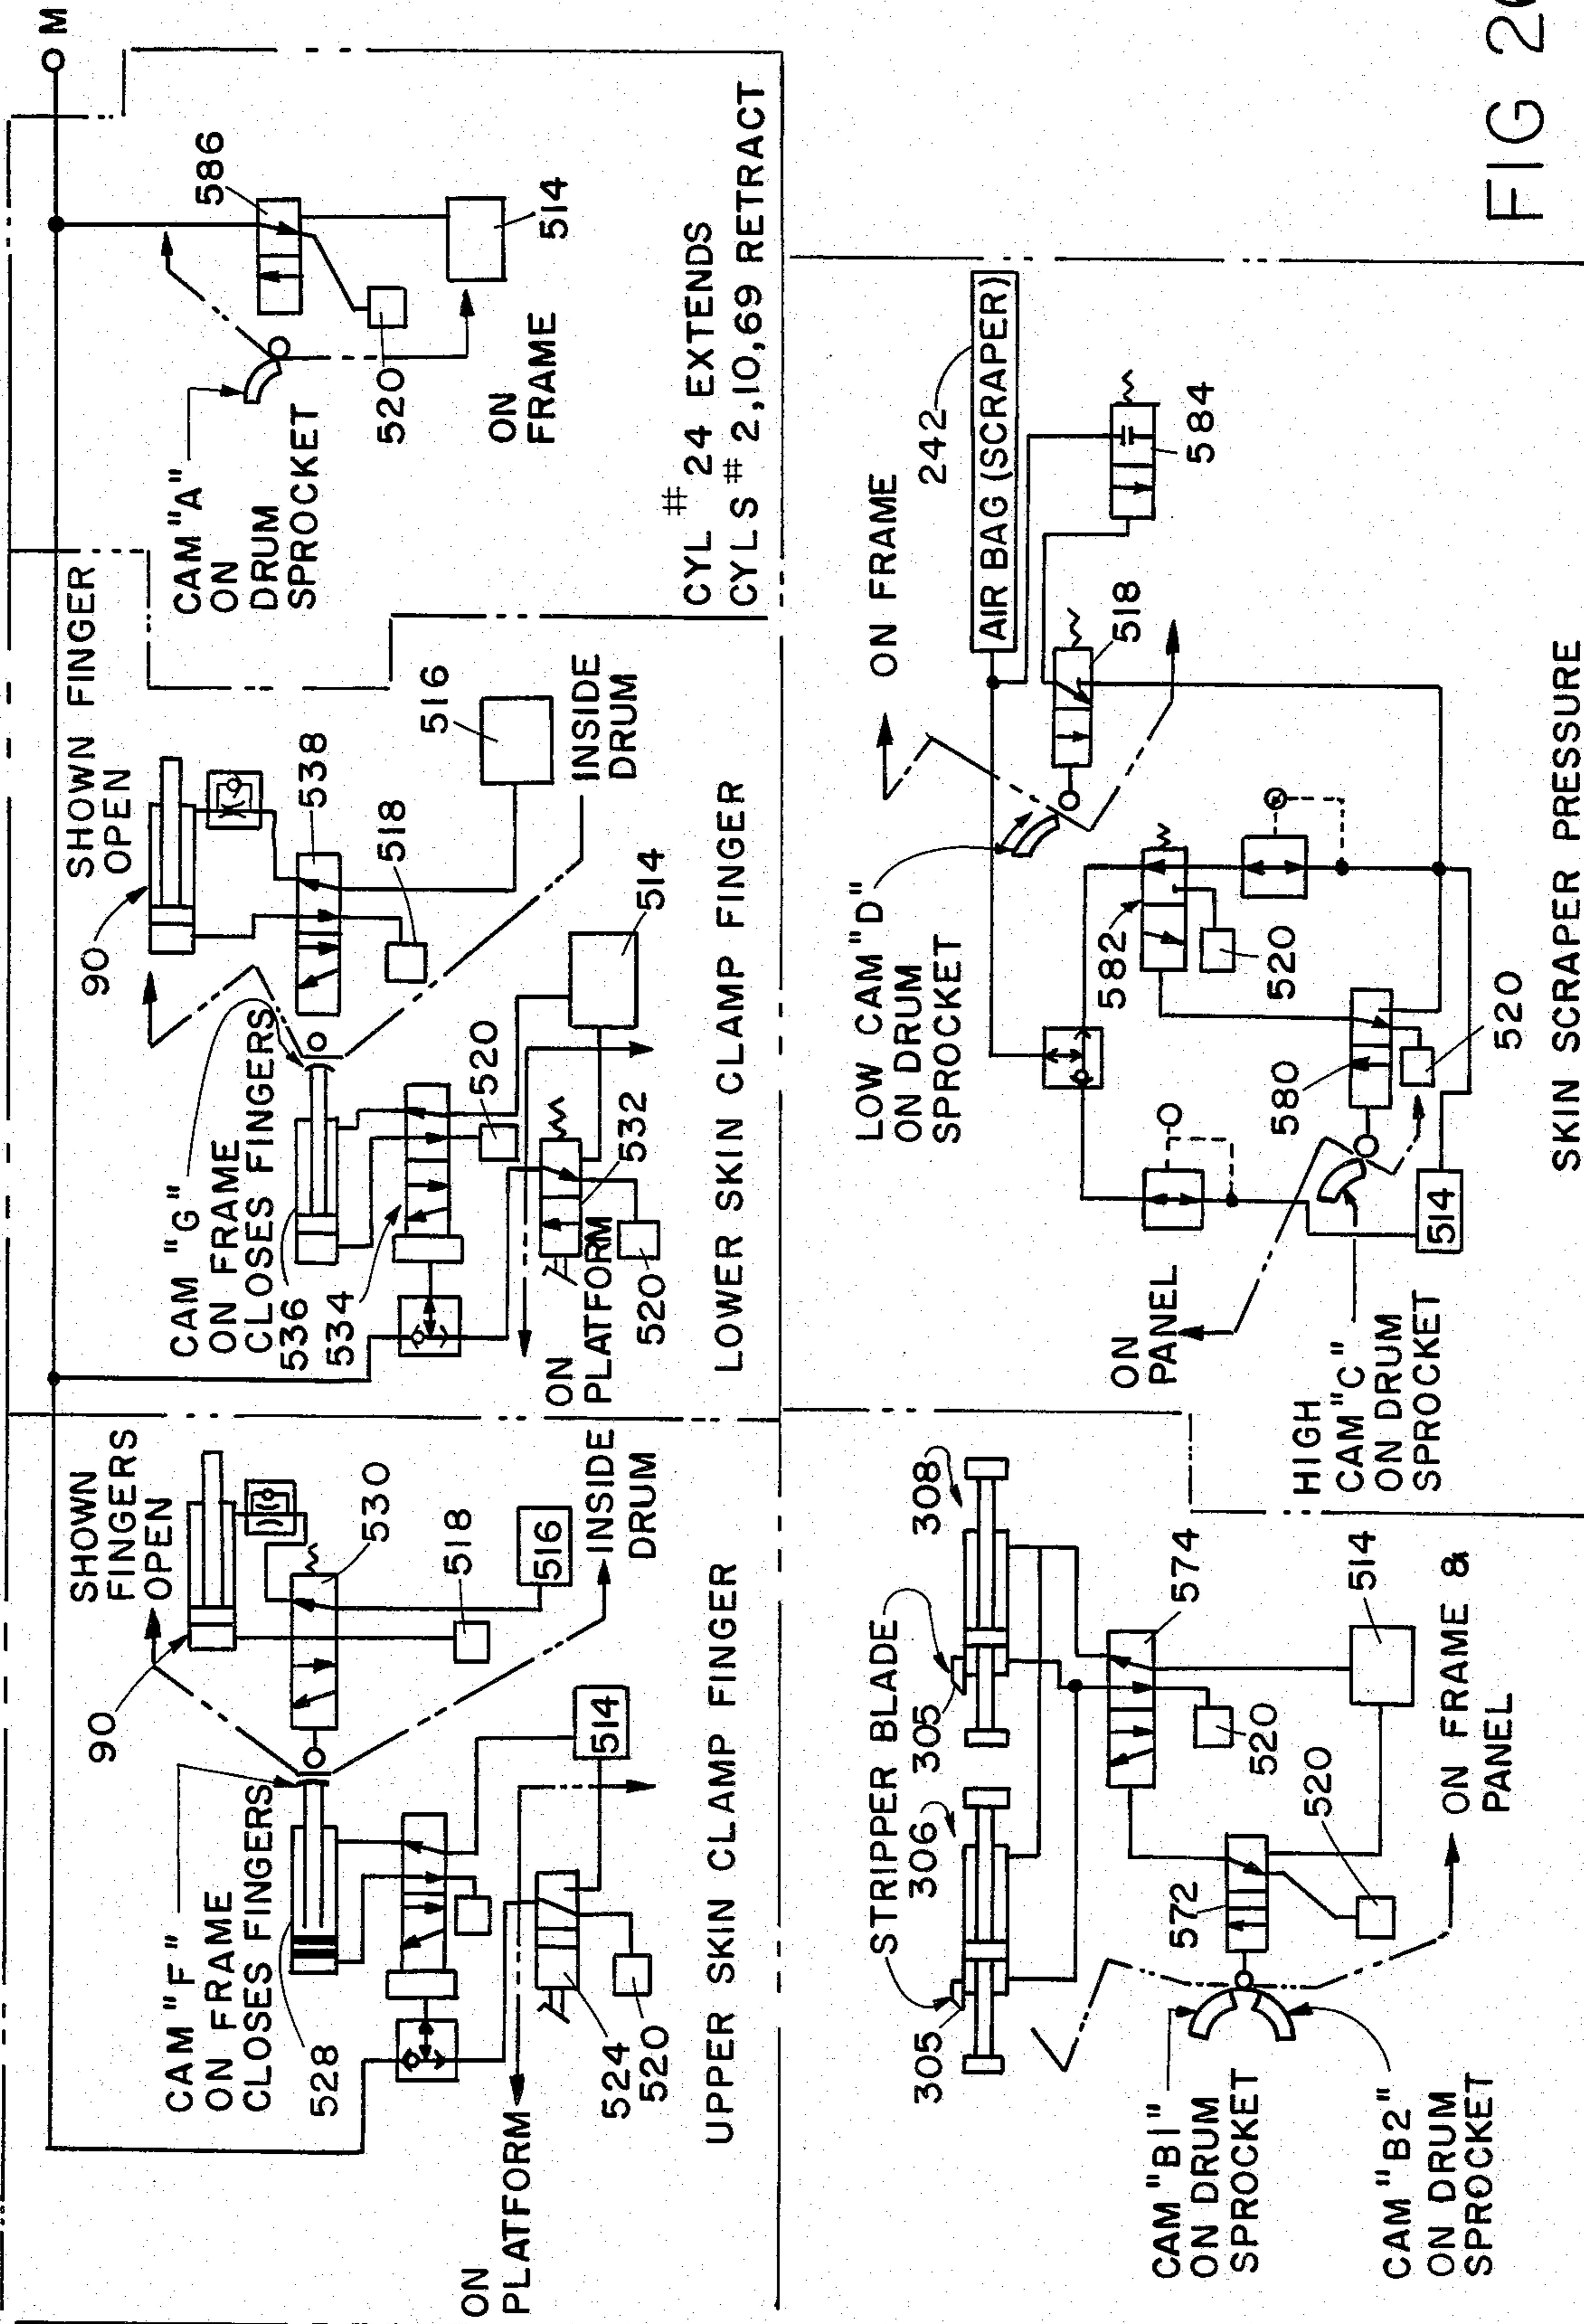 M
SHOWN
FINGERS
OPEN
90
CAM "F"
ON FRAME
CLOSES FINGERS
528
530
518
516
INSIDE
DRUM
514
524
520
ON
PLATFORM
UPPER SKIN CLAMP FINGER
SHOWN FINGER
OPEN
90
CAM "G"
ON FRAME
CLOSES FINGERS
536
534
538
518
516
INSIDE
DRUM
514
520
532
520
ON
PLATFORM
LOWER SKIN CLAMP FINGER
CAM "A"
ON
DRUM
SPROCKET
586
520
514
ON
FRAME
CYL # 24 EXTENDS
CYLS # 2,10,69 RETRACT
STRIPPER BLADE
305
306
305
308
574
514
520
520
572
CAM "B1"
ON DRUM
SPROCKET
CAM "B2"
ON DRUM
SPROCKET
ON FRAME &
PANEL
ON FRAME
242
AIR BAG (SCRAPER)
LOW CAM "D"
ON DRUM
SPROCKET
518
584
582
520
580
520
514
ON
PANEL
HIGH
CAM "C"
ON DRUM
SPROCKET
SKIN SCRAPER PRESSURE
FIG